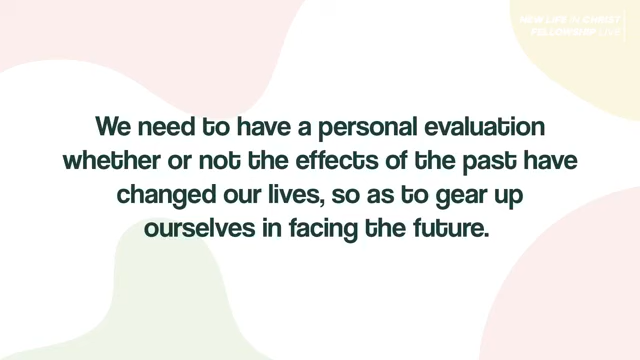 NEW LIFE IN CHRIST
FELLOWSHIP LIVE
We need to have a personal evaluation
whether or not the effects of the past have
changed our lives, so as to gear up
ourselves in facing the future.